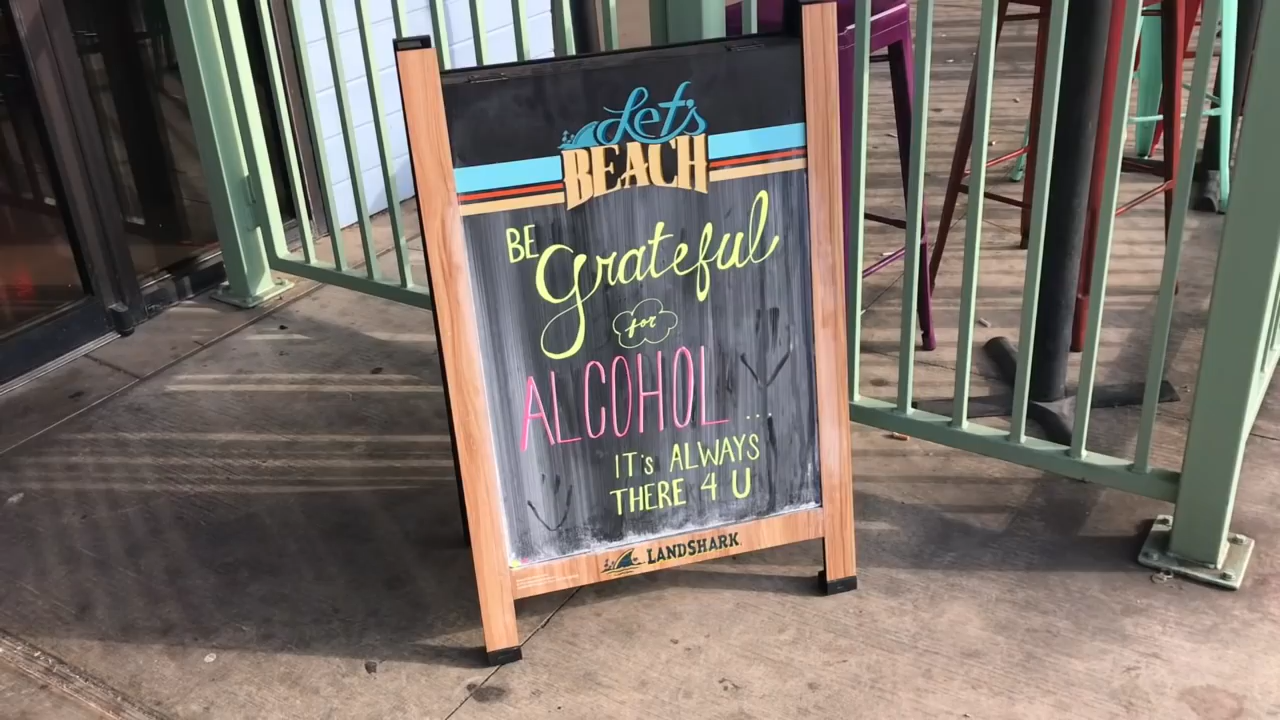 Let's
BEACH
BE grateful
for
ALCOHOL ...
IT's ALWAYS
THERE 4 U
LANDSHARK